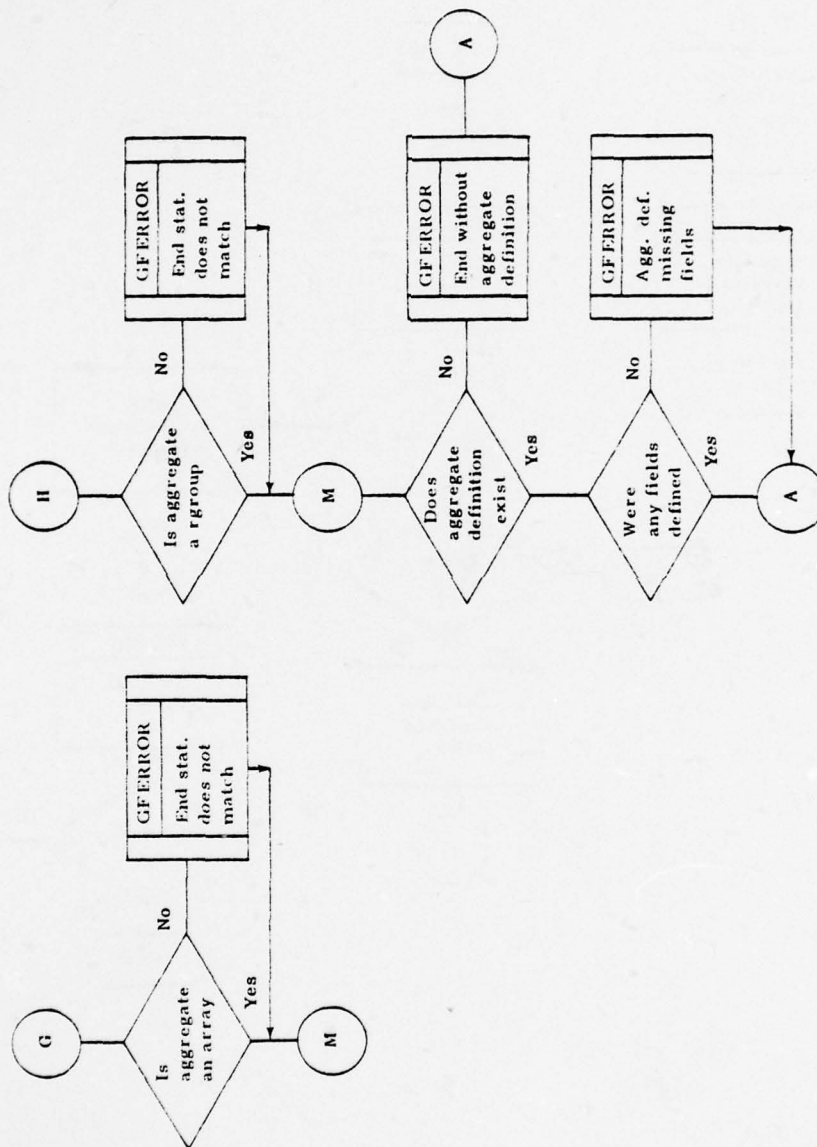 G
Is
aggregate
an array
No
Yes
GFERROR
End stat.
does not
match
M
H
Is aggregate
a rgroup
No
Yes
GFERROR
End stat.
does not
match
M
Does
aggregate
definition
exist
No
Yes
GFERROR
End without
aggregate
definition
A
Were
any fields
defined
No
Yes
GFERROR
Agg. def.
missing
fields
A